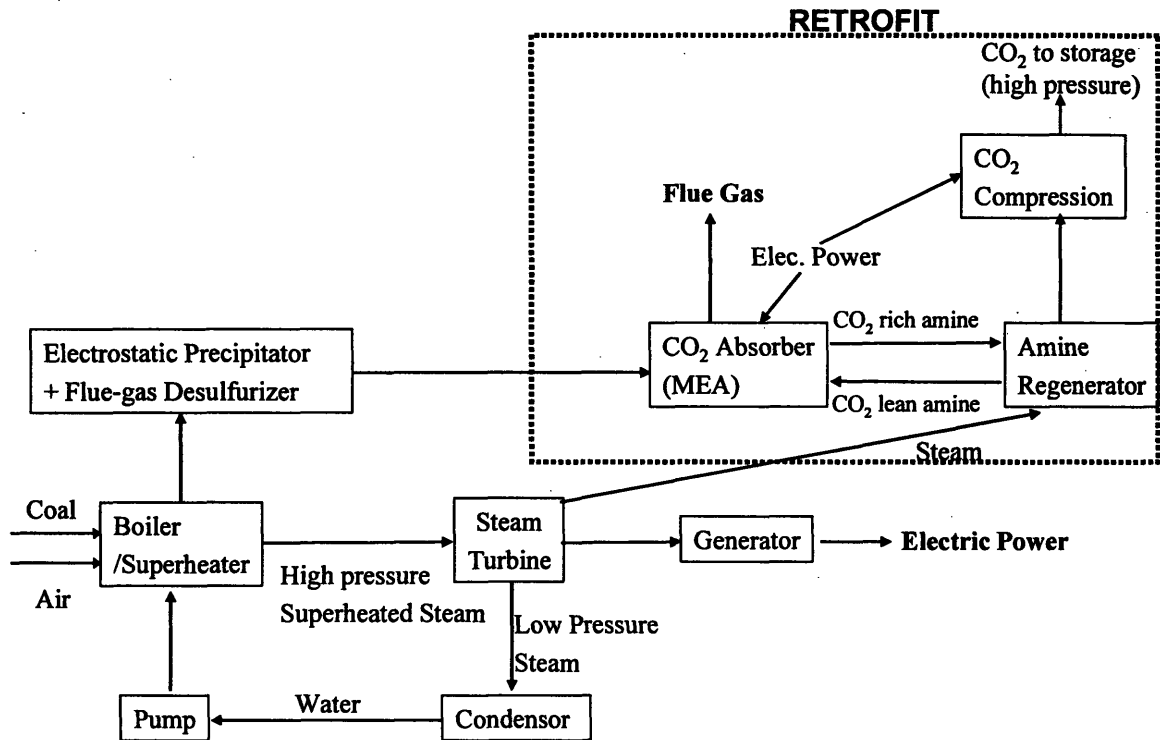 RETROFIT
CO₂ to storage
(high pressure)
CO₂
Compression
Flue Gas
Elec. Power
Electrostatic Precipitator
+ Flue-gas Desulfurizer
CO₂ Absorber
(MEA)
CO₂ rich amine
CO₂ lean amine
Amine
Regenerator
Steam
Coal
Air
Boiler
/Superheater
High pressure
Superheated Steam
Steam
Turbine
Generator
Electric Power
Low Pressure
Steam
Pump
Water
Condensor